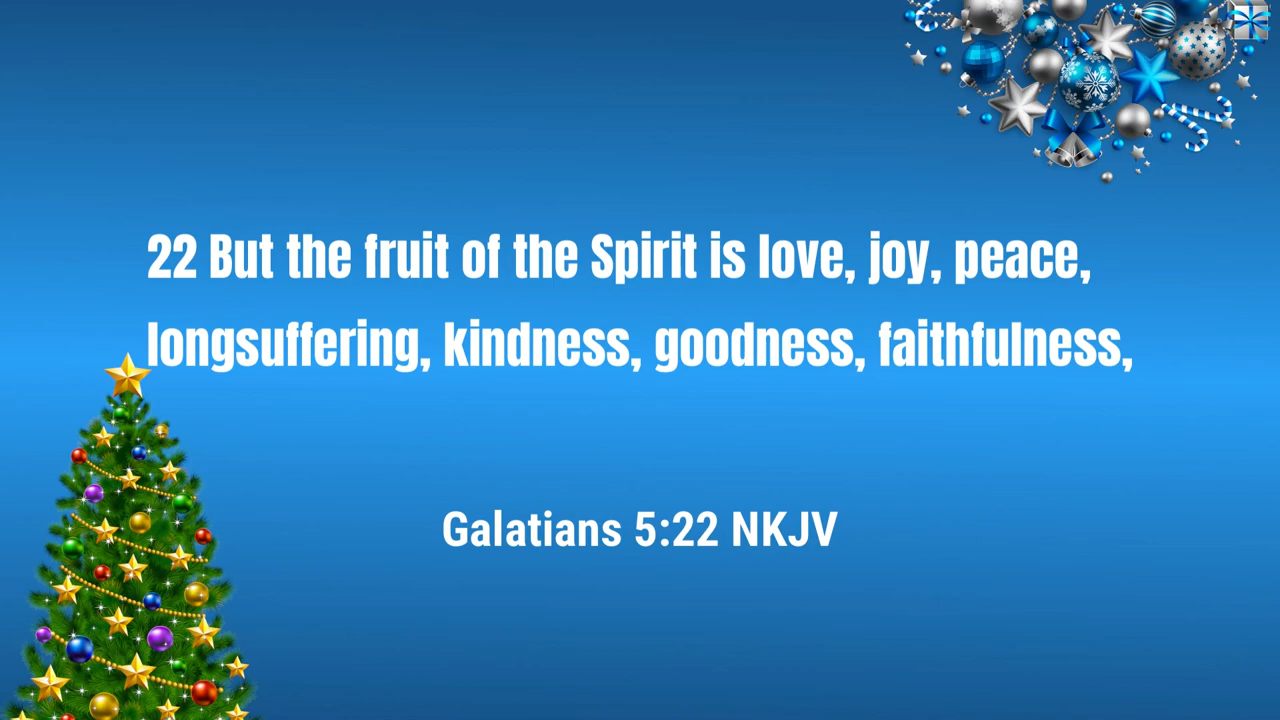 22 But the fruit of the Spirit is love, joy, peace,
longsuffering, kindness, goodness, faithfulness,
Galatians 5:22 NKJV